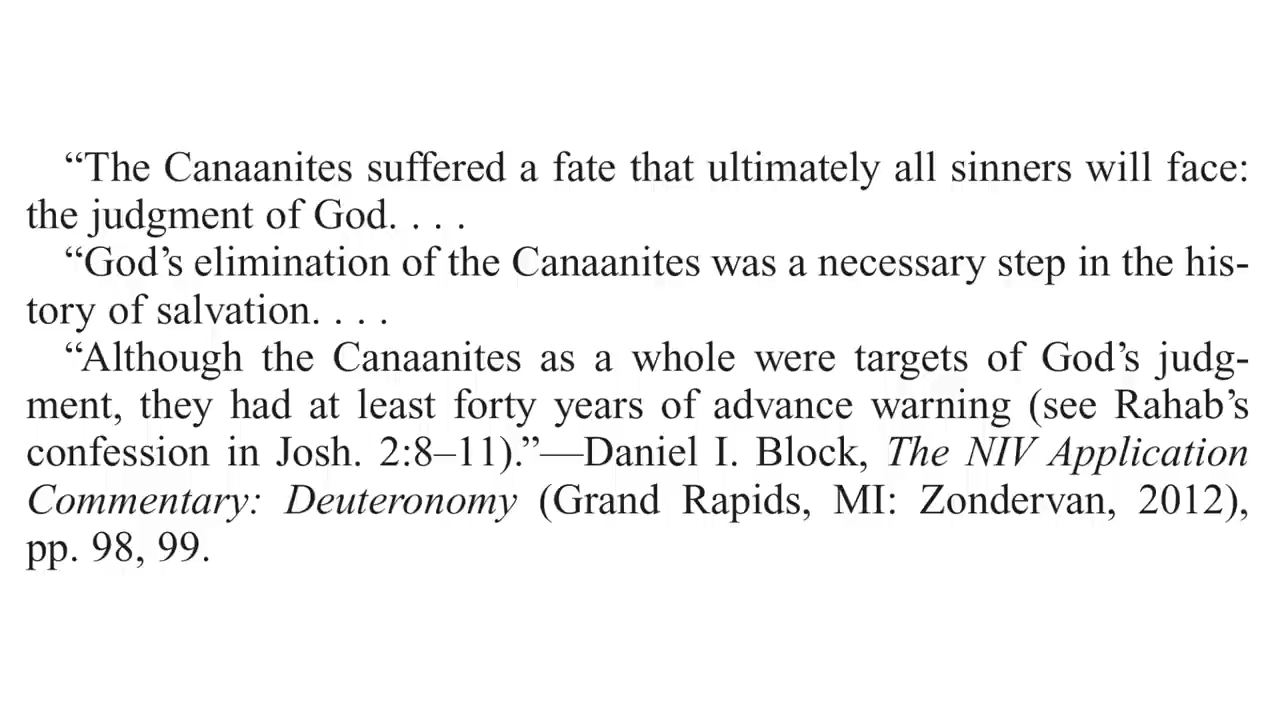 “The Canaanites suffered a fate that ultimately all sinners will face:
the judgment of God. . . .
“God’s elimination of the Canaanites was a necessary step in the his-
tory of salvation. . . .
“Although the Canaanites as a whole were targets of God’s judg-
ment, they had at least forty years of advance warning (see Rahab’s
confession in Josh. 2:8–11).”—Daniel I. Block, The NIV Application
Commentary: Deuteronomy (Grand Rapids, MI: Zondervan, 2012),
pp. 98, 99.